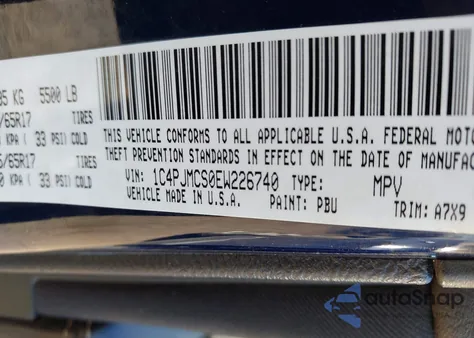 85 KG 5500 LB
/65R17 TIRES
KPA ( 33 PSI) COLD
/65R17 TIRES
0 KPA ( 33 PSI) COLD
THIS VEHICLE CONFORMS TO ALL APPLICABLE U.S.A. FEDERAL MOTO
THEFT PREVENTION STANDARDS IN EFFECT ON THE DATE OF MANUFAC
VIN: 1C4PJMCS0EW226740 TYPE: MPV
VEHICLE MADE IN U.S.A. PAINT: PBU TRIM: A7X9
autoSnap